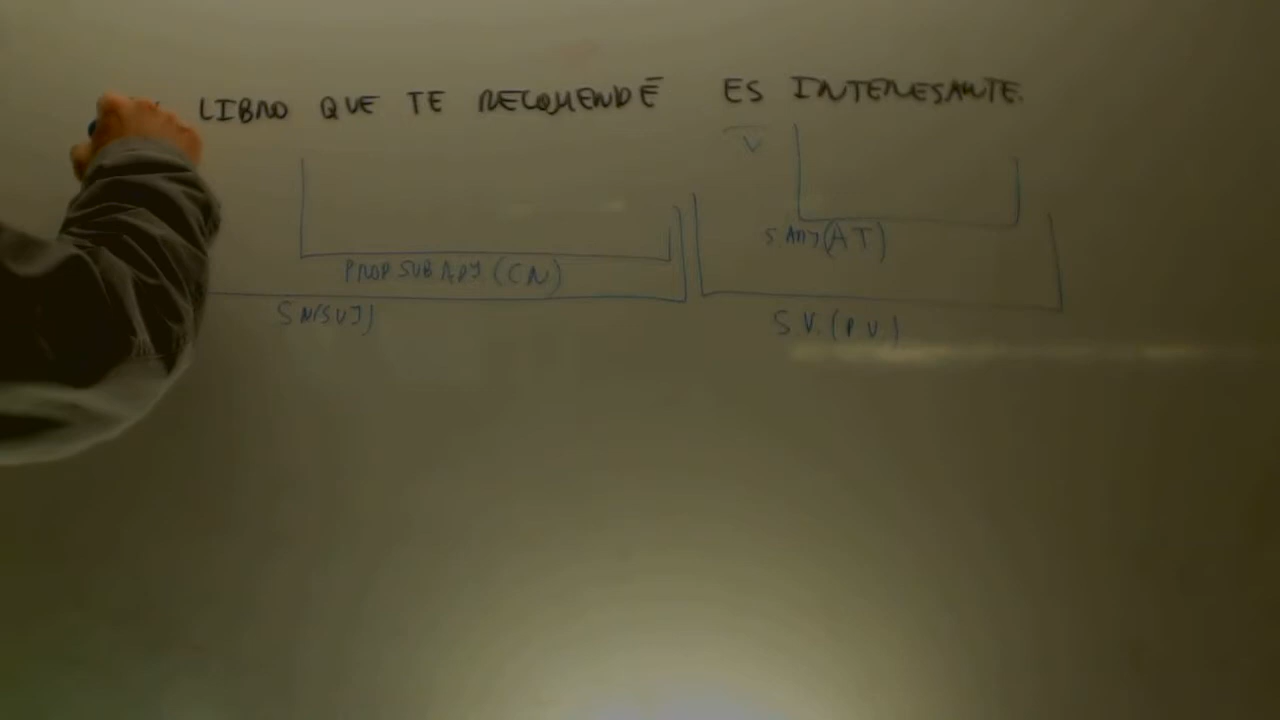 LIBRO QUE TE RECOMENDÉ ES INTERESANTE.
V
S ADJ (AT)
PROP SUB ADJ (CN)
SN (SUJ)
S.V. (PV)